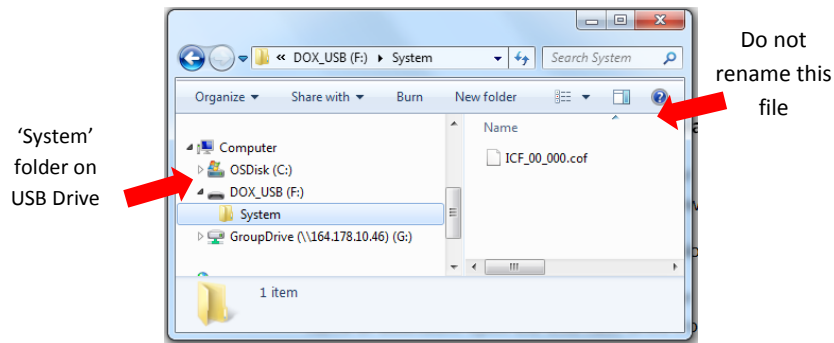 « DOX_USB (F:) ▸ System
Search System
Do not
rename this
file
Organize
Share with
Burn
New folder
'System'
folder on
USB Drive
Computer
OSDisk (C:)
DOX_USB (F:)
System
GroupDrive (\\164.178.10.46) (G:)
Name
ICF_00_000.cof
1 item